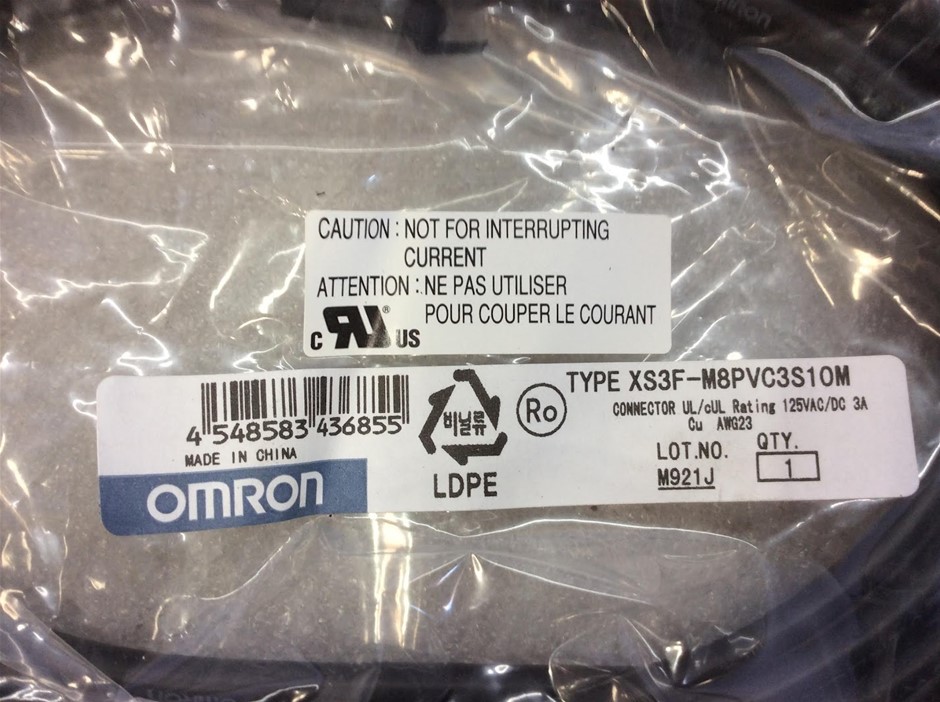 CAUTION : NOT FOR INTERRUPTING
CURRENT
ATTENTION : NE PAS UTILISER
POUR COUPER LE COURANT
C RU ® US
4 548583 436855
MADE IN CHINA
OMRON
비닐류
LDPE
Ro
TYPE XS3F-M8PVC3S10M
CONNECTOR UL/cUL Rating 125VAC/DC 3A
Cu AWG23
LOT.NO.
M921J
QTY.
1